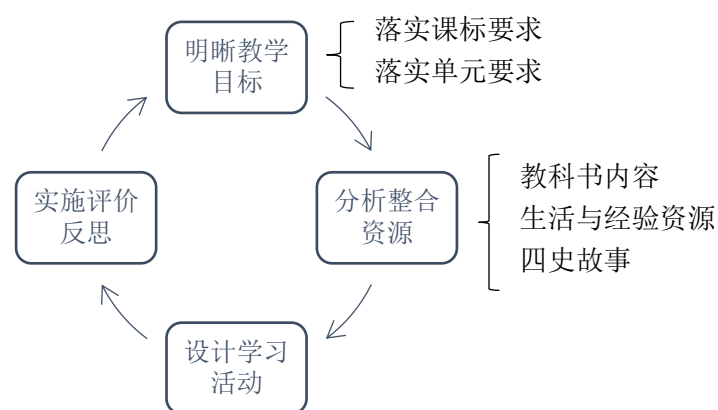 明晰教学
目标
落实课标要求
落实单元要求
分析整合
资源
教科书内容
生活与经验资源
四史故事
设计学习
活动
实施评价
反思